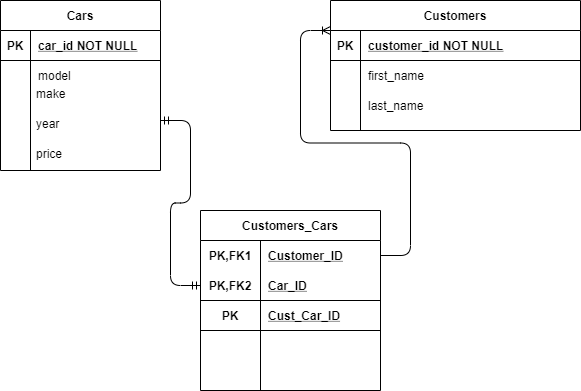 Cars
PK car_id NOT NULL
model
make
year
price
Customers
PK customer_id NOT NULL
first_name
last_name
Customers_Cars
PK,FK1 Customer_ID
PK,FK2 Car_ID
PK Cust_Car_ID